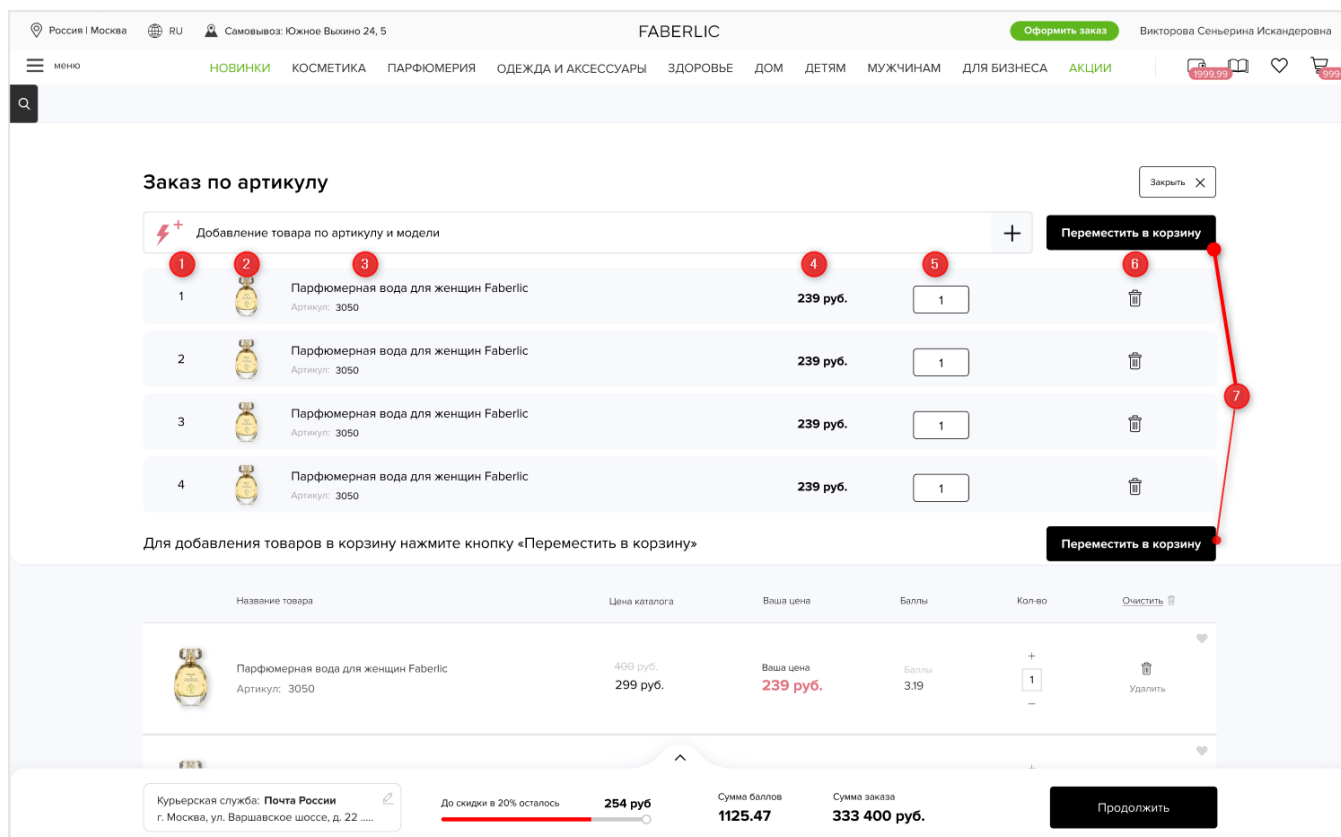 Россия | Москва RU Самовывоз: Южное Выхино 24, 5 FABERLIC Оформить заказ Викторова Сеньерина Искандеровна
меню НОВИНКИ КОСМЕТИКА ПАРФЮМЕРИЯ ОДЕЖДА И АКСЕССУАРЫ ЗДОРОВЬЕ ДОМ ДЕТЯМ МУЖЧИНАМ ДЛЯ БИЗНЕСА АКЦИИ 1999.99 999
Заказ по артикулу Закрыть
Добавление товара по артикулу и модели + Переместить в корзину
1 2 3 4 5 6
1 Парфюмерная вода для женщин Faberlic 239 руб. 1
Артикул: 3050
2 Парфюмерная вода для женщин Faberlic 239 руб. 1
Артикул: 3050
7
3 Парфюмерная вода для женщин Faberlic 239 руб. 1
Артикул: 3050
4 Парфюмерная вода для женщин Faberlic 239 руб. 1
Артикул: 3050
Для добавления товаров в корзину нажмите кнопку «Переместить в корзину» Переместить в корзину
Название товара Цена каталога Ваша цена Баллы Кол-во Очистить
Парфюмерная вода для женщин Faberlic 400 руб. Ваша цена Баллы +
Артикул: 3050 299 руб. 239 руб. 3.19 1 Удалить
−
Курьерская служба: Почта России До скидки в 20% осталось 254 руб Сумма баллов Сумма заказа Продолжить
г. Москва, ул. Варшавское шоссе, д. 22 ..... 1125.47 333 400 руб.